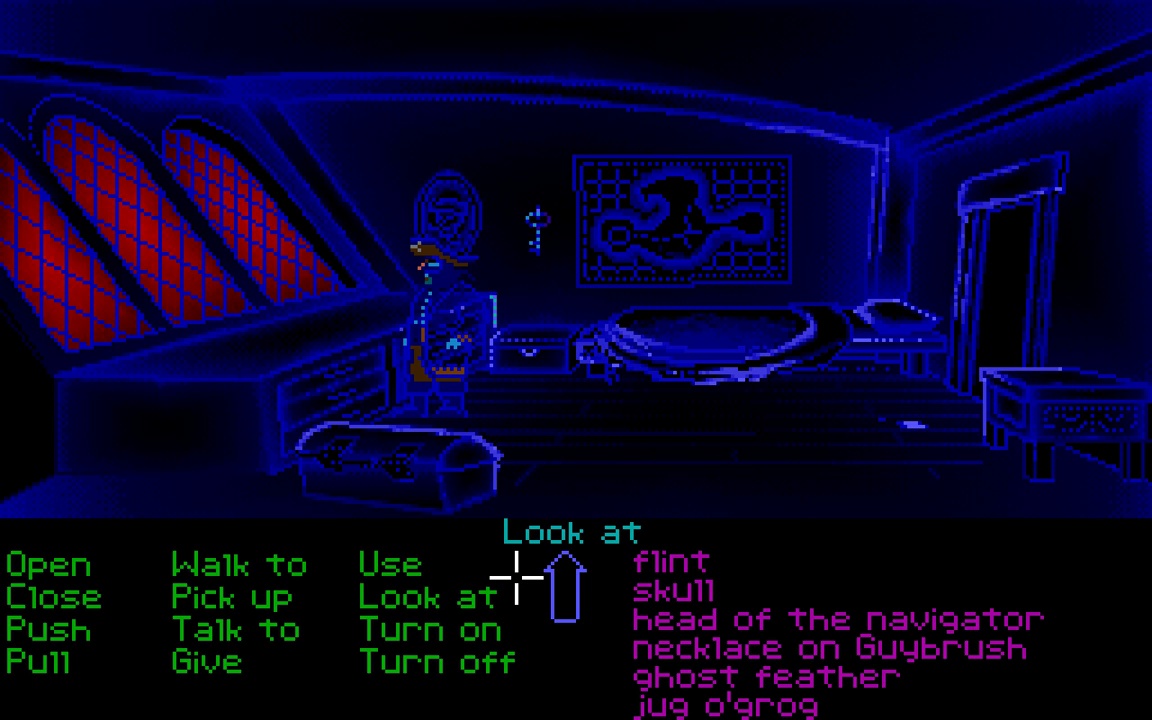 Look at
Open Walk to Use
Close Pick up Look at
Push Talk to Turn on
Pull Give Turn off
flint
skull
head of the navigator
necklace on Guybrush
ghost feather
jug o'grog